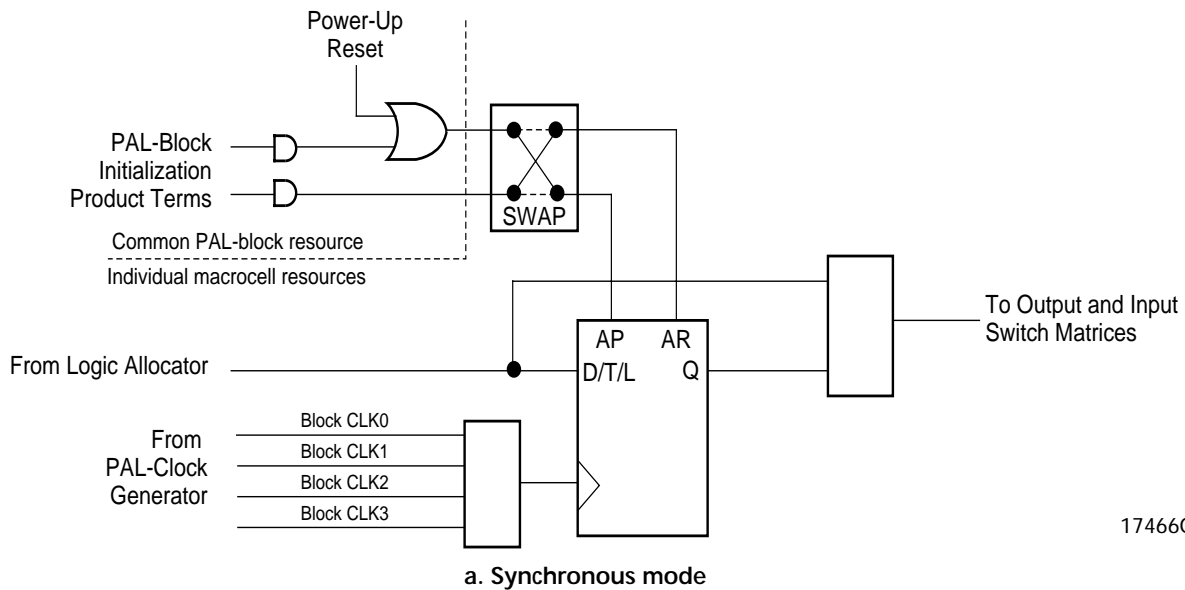 Power-Up
Reset
PAL-Block
Initialization
Product Terms
SWAP
Common PAL-block resource
Individual macrocell resources
To Output and Input
Switch Matrices
AP AR
From Logic Allocator
D/T/L Q
Block CLK0
From
PAL-Clock
Generator
Block CLK1
Block CLK2
Block CLK3
17466G
a. Synchronous mode